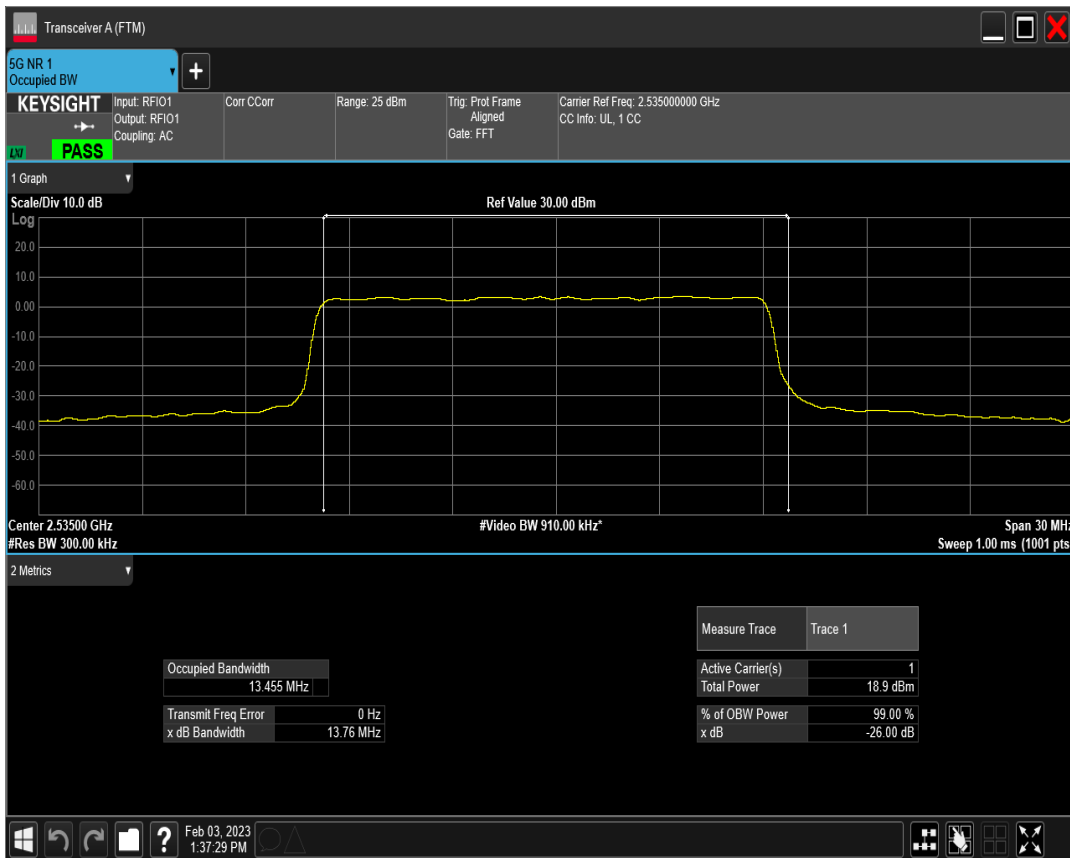 Transceiver A (FTM)
5G NR 1
Occupied BW
+
KEYSIGHT
LXI
PASS
Input: RFIO1
Output: RFIO1
Coupling: AC
Corr CCorr
Range: 25 dBm
Trig: Prot Frame
Aligned
Gate: FFT
Carrier Ref Freq: 2.535000000 GHz
CC Info: UL, 1 CC
1 Graph
Scale/Div 10.0 dB
Ref Value 30.00 dBm
Log
20.0
10.0
0.00
-10.0
-20.0
-30.0
-40.0
-50.0
-60.0
Center 2.53500 GHz
#Video BW 910.00 kHz*
Span 30 MHz
#Res BW 300.00 kHz
Sweep 1.00 ms (1001 pts
2 Metrics
Measure Trace Trace 1
Occupied Bandwidth
13.455 MHz
Active Carrier(s) 1
Total Power 18.9 dBm
Transmit Freq Error 0 Hz
x dB Bandwidth 13.76 MHz
% of OBW Power 99.00 %
x dB -26.00 dB
?
Feb 03, 2023
1:37:29 PM